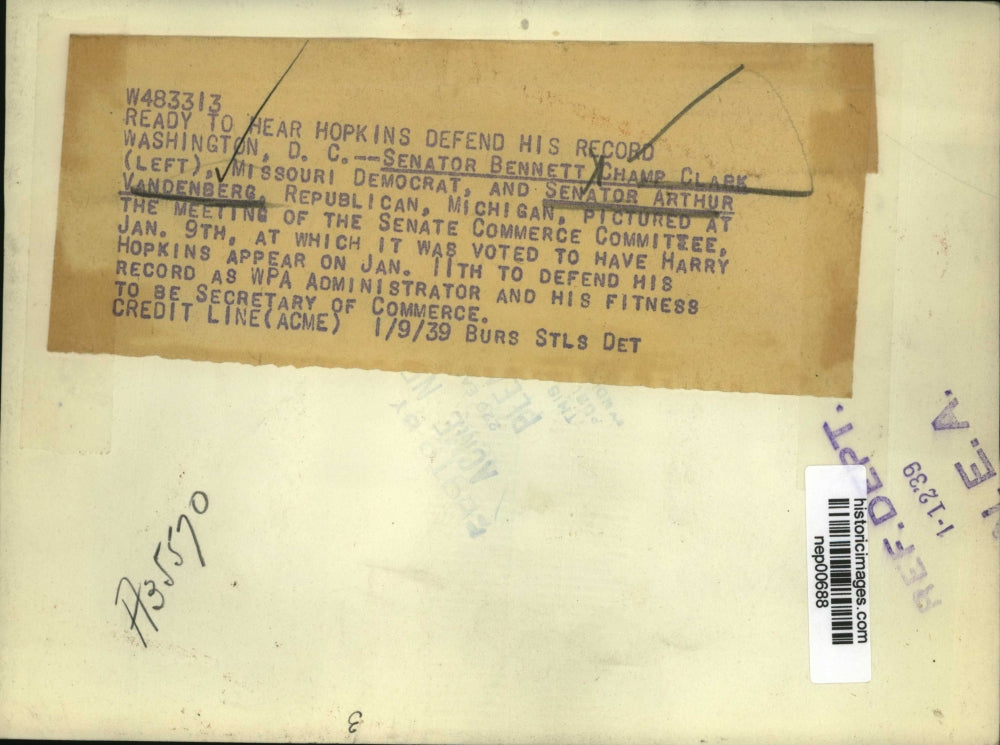 W483313
READY TO HEAR HOPKINS DEFEND HIS RECORD
WASHINGTON, D. C.--SENATOR BENNETT CHAMP CLARK
(LEFT), MISSOURI DEMOCRAT, AND SENATOR ARTHUR
VANDENBERG, REPUBLICAN, MICHIGAN, PICTURED AT
THE MEETING OF THE SENATE COMMERCE COMMITTEE,
JAN. 9TH, AT WHICH IT WAS VOTED TO HAVE HARRY
HOPKINS APPEAR ON JAN. 11TH TO DEFEND HIS
RECORD AS WPA ADMINISTRATOR AND HIS FITNESS
TO BE SECRETARY OF COMMERCE.
CREDIT LINE(ACME) 1/9/39 BURS STLS DET
REF. DEPT.
1-12 39
E. A.
historicimages.com
nep00688
3